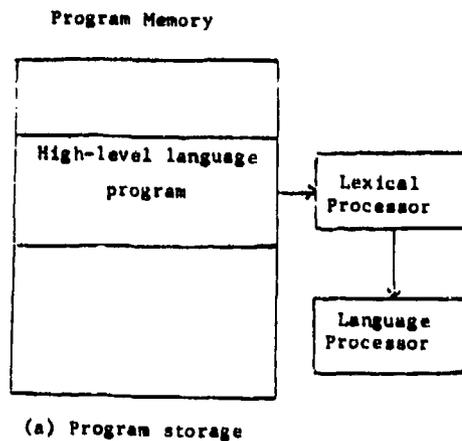 Program Memory
High-level language
program
Lexical
Processor
Language
Processor
(a) Program storage